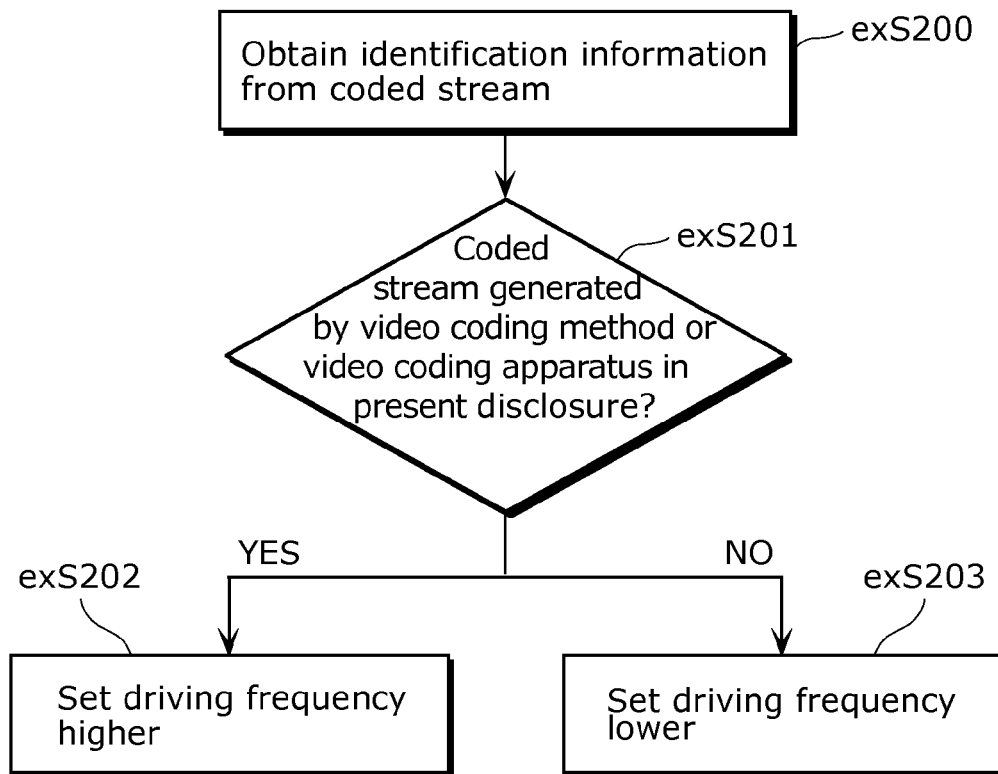 Obtain identification information
from coded stream
exS200
Coded
stream generated
by video coding method or
video coding apparatus in
present disclosure?
exS201
YES
NO
exS202
exS203
Set driving frequency
higher
Set driving frequency
lower